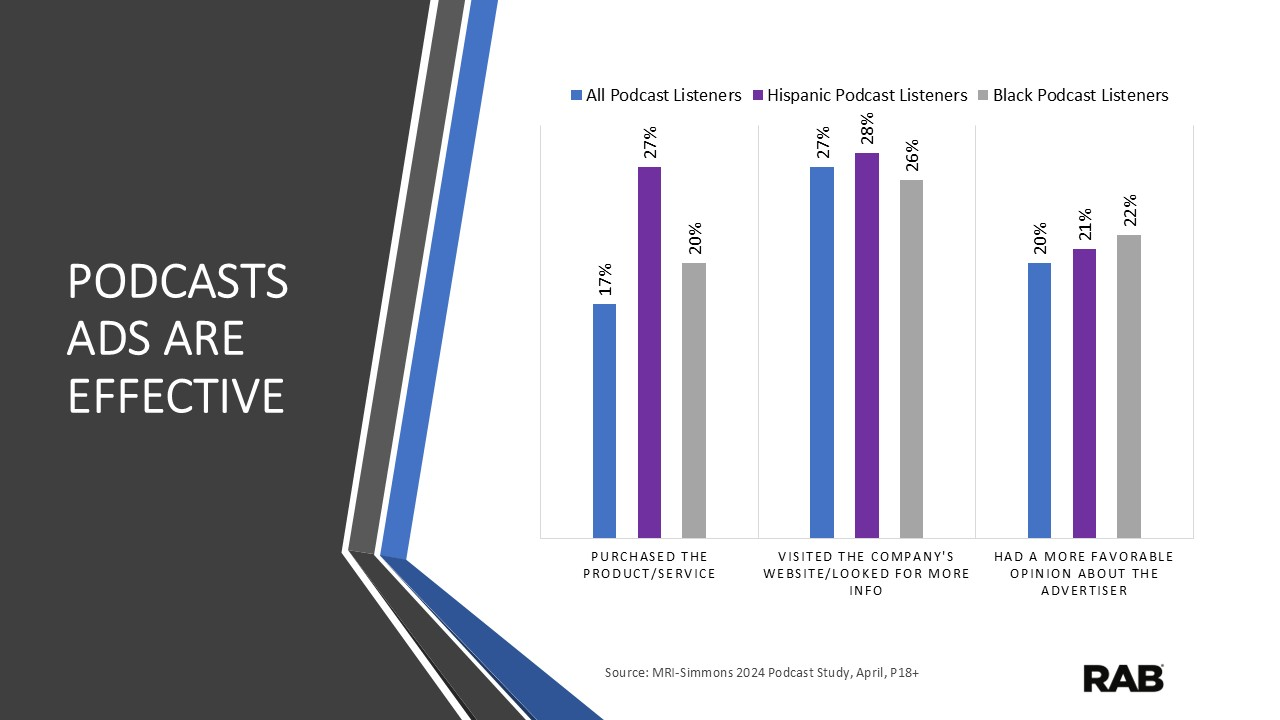 PODCASTS
ADS ARE
EFFECTIVE
All Podcast Listeners Hispanic Podcast Listeners Black Podcast Listeners
17%
27%
20%
27%
28%
26%
20%
21%
22%
PURCHASED THE
PRODUCT/SERVICE
VISITED THE COMPANY'S
WEBSITE/LOOKED FOR MORE
INFO
HAD A MORE FAVORABLE
OPINION ABOUT THE
ADVERTISER
Source: MRI-Simmons 2024 Podcast Study, April, P18+
RAB